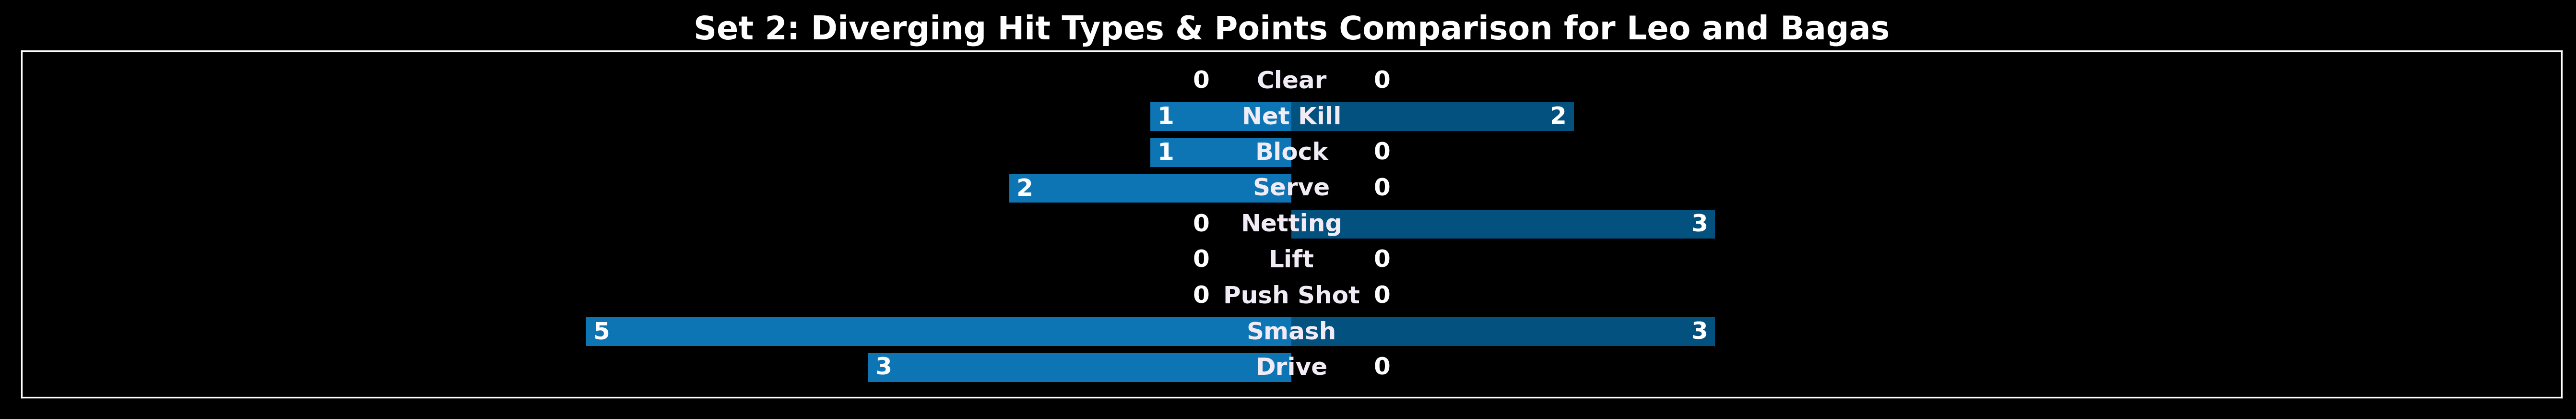 Set 2: Diverging Hit Types & Points Comparison for Leo and Bagas
0 Clear 0
1 Net Kill 2
1 Block 0
2 Serve 0
0 Netting 3
0 Lift 0
0 Push Shot 0
5 Smash 3
3 Drive 0